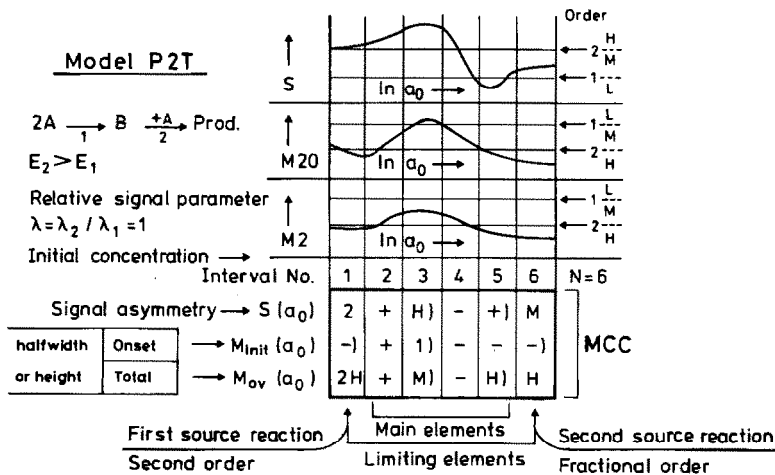 Model P2T
2A →1 B +A→2 Prod.
E2 > E1
Relative signal parameter
λ = λ2 / λ1 = 1
Initial concentration →
Order
S
ln a0 →
2 H M
1 L
M20
ln a0 →
1 L M
2 H
M2
ln a0 →
1 L M
2 H
Interval No. 1 2 3 4 5 6 N=6
Signal asymmetry → S (a0) 2 + H) - +) M
halfwidth Onset → MInit (a0) -) + 1) - - -)
or height Total → Mov (a0) 2H + M) - H) H
MCC
Main elements
Limiting elements
First source reaction
Second order
Second source reaction
Fractional order